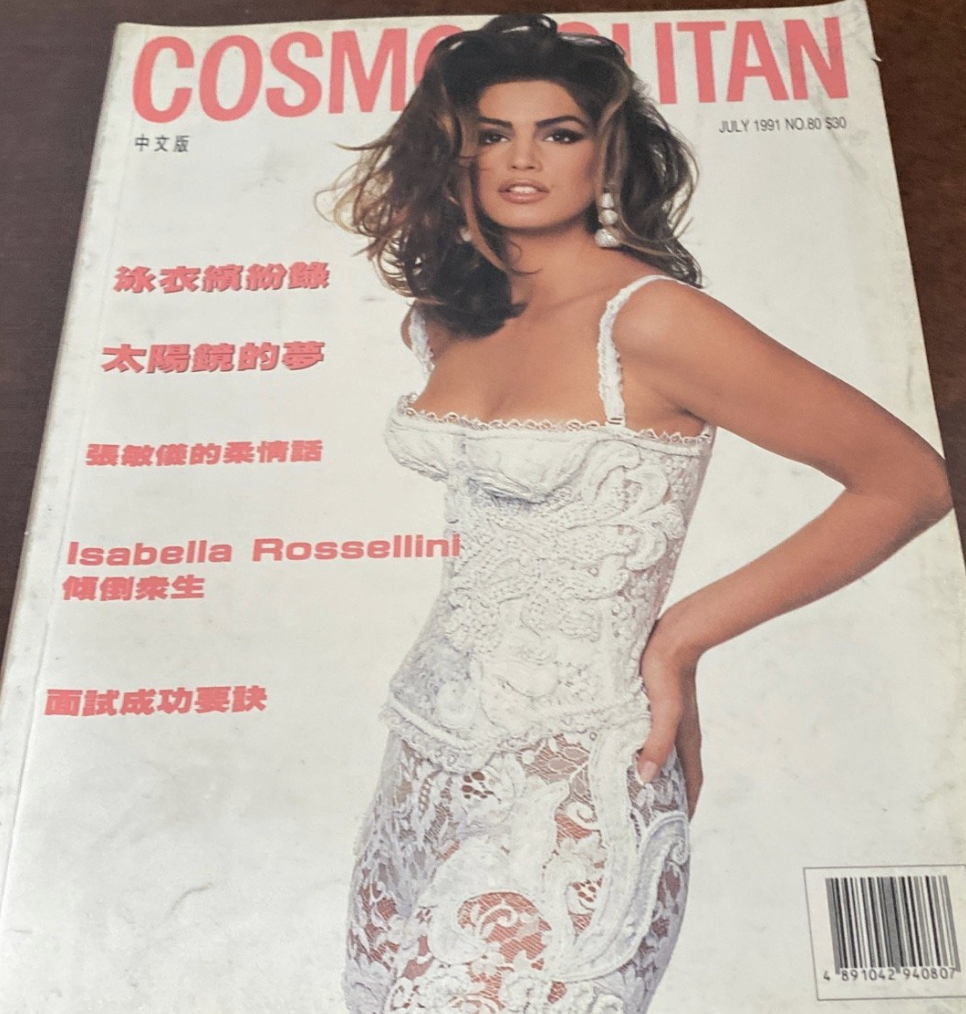 COSMOPOLITAN
中文版
JULY 1991 NO.80 $30
泳衣繽紛錄
太陽鏡的夢
張敏儀的柔情話
Isabella Rossellini
傾倒衆生
面試成功要訣
4 891042 940807